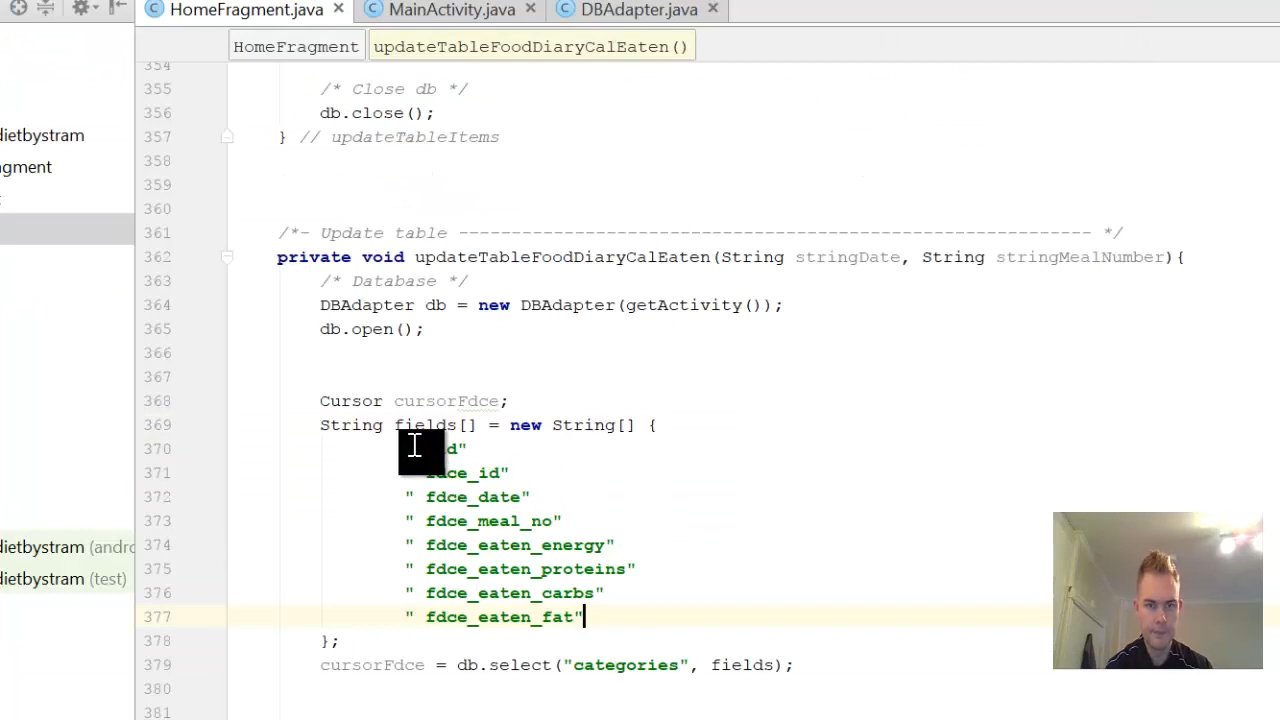 HomeFragment.java MainActivity.java DBAdapter.java
HomeFragment updateTableFoodDiaryCalEaten()
dietbystram
agment
dietbystram (andro
dietbystram (test)
354
355 /* Close db */
356 db.close();
357 } // updateTableItems
358
359
360
361 /*- Update table ------------------------------------------------------------ */
362 private void updateTableFoodDiaryCalEaten(String stringDate, String stringMealNumber){
363 /* Database */
364 DBAdapter db = new DBAdapter(getActivity());
365 db.open();
366
367
368 Cursor cursorFdce;
369 String fields[] = new String[] {
370 d"
371 fdce_id"
372 " fdce_date"
373 " fdce_meal_no"
374 " fdce_eaten_energy"
375 " fdce_eaten_proteins"
376 " fdce_eaten_carbs"
377 " fdce_eaten_fat"
378 };
379 cursorFdce = db.select("categories", fields);
380
381